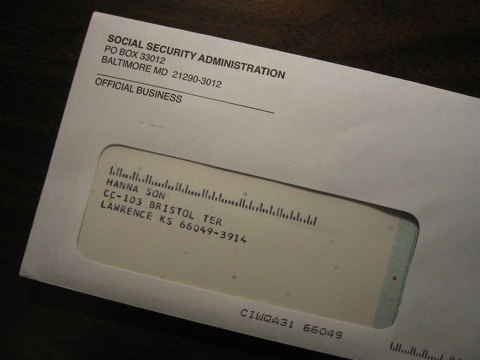 SOCIAL SECURITY ADMINISTRATION
PO BOX 33012
BALTIMORE MD 21290-3012
OFFICIAL BUSINESS
HANNA SON
CC-103 BRISTOL TER
LAWRENCE KS 66049-3914
CIWQA31 66049